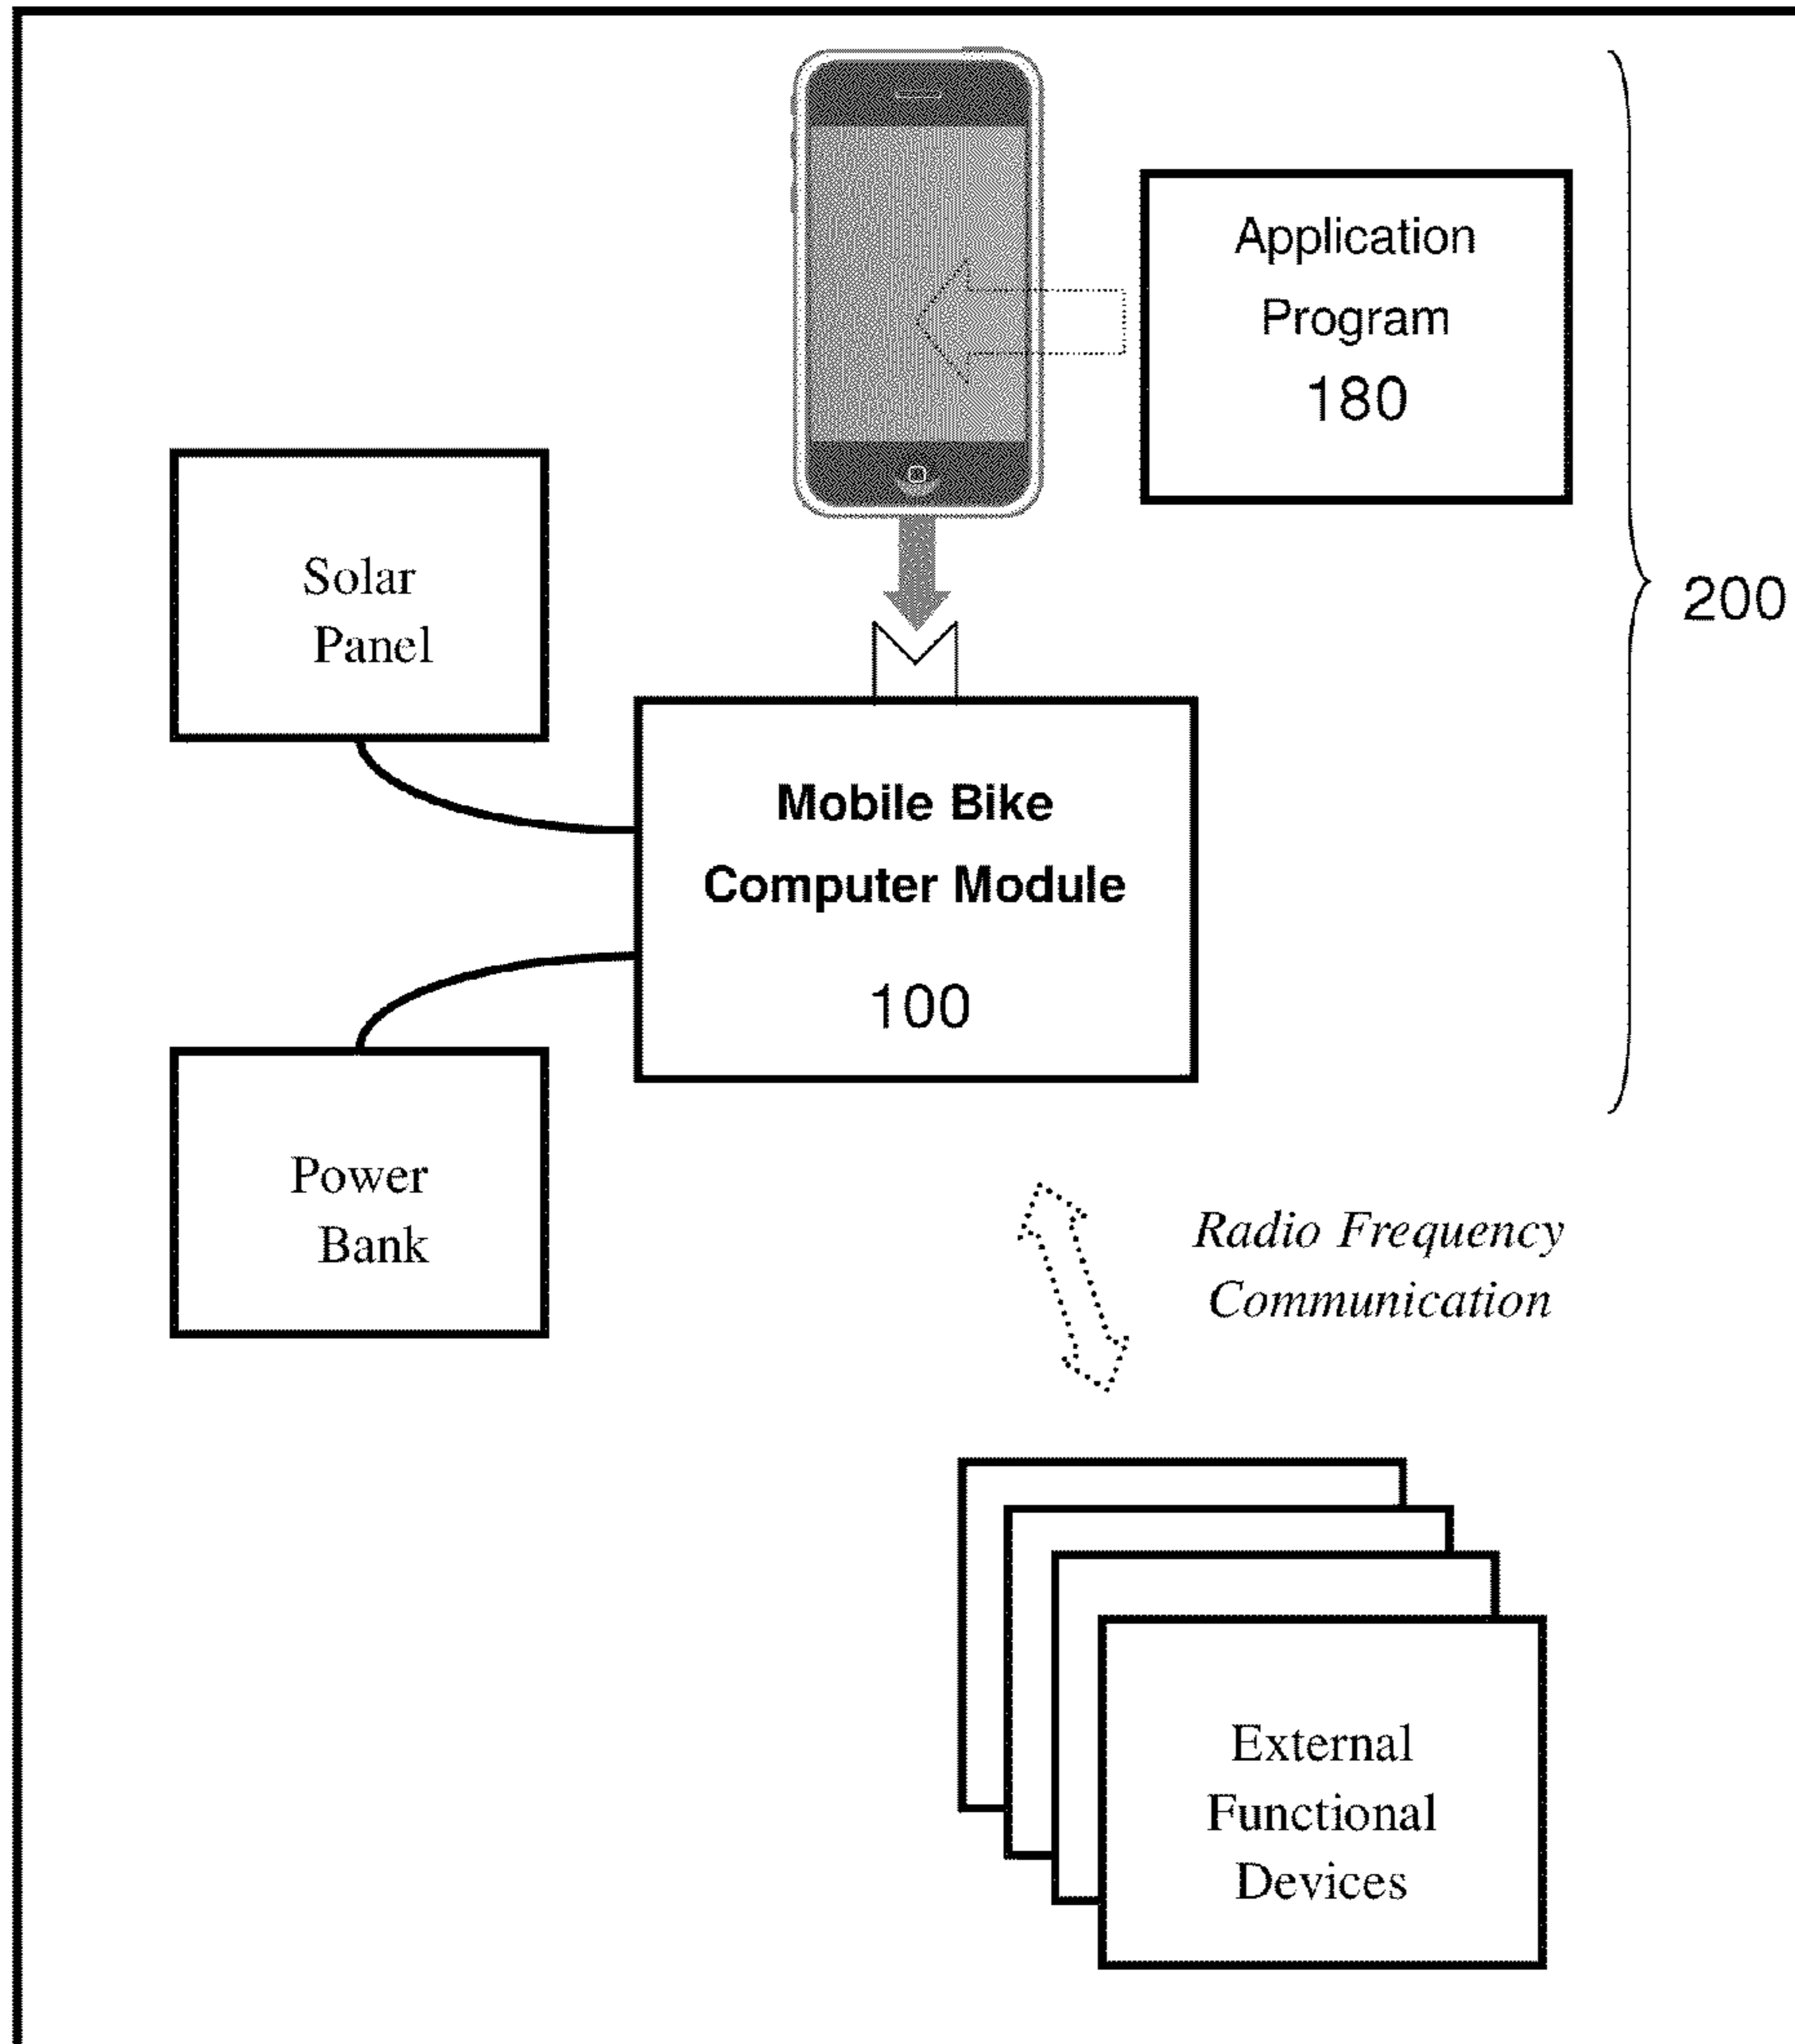 Application
Program
180
Solar
Panel
200
Mobile Bike
Computer Module
100
Power
Bank
Radio Frequency
Communication
External
Functional
Devices